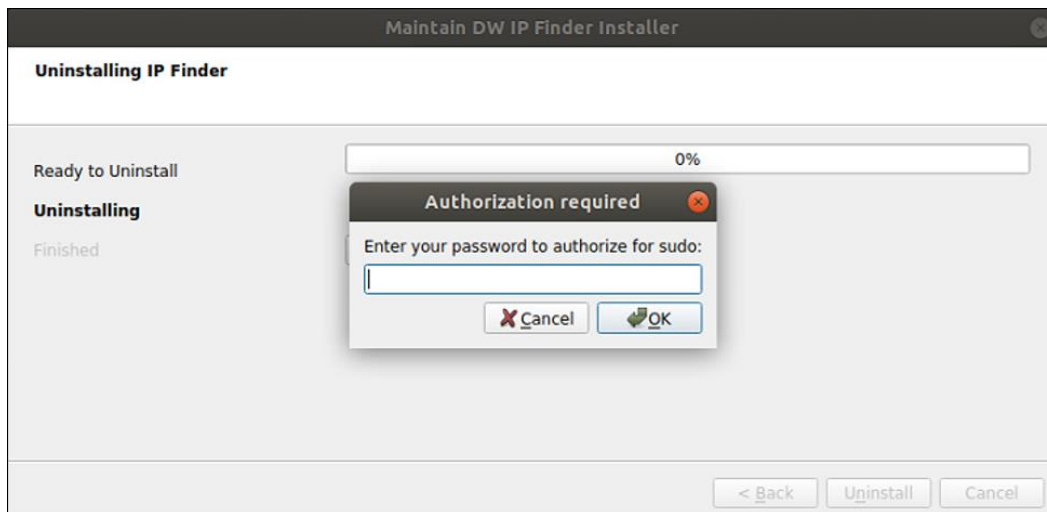 Maintain DW IP Finder Installer
Uninstalling IP Finder
Ready to Uninstall
0%
Uninstalling
Finished
Authorization required
Enter your password to authorize for sudo:
Cancel
OK
< Back
Uninstall
Cancel